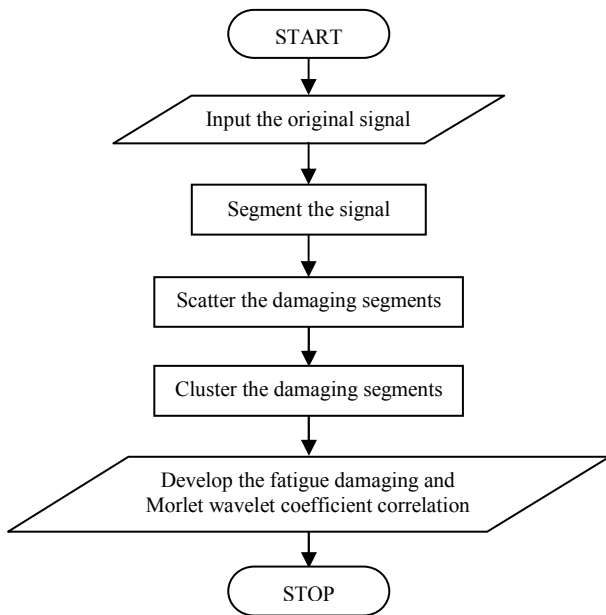 START
Input the original signal
Segment the signal
Scatter the damaging segments
Cluster the damaging segments
Develop the fatigue damaging and
Morlet wavelet coefficient correlation
STOP